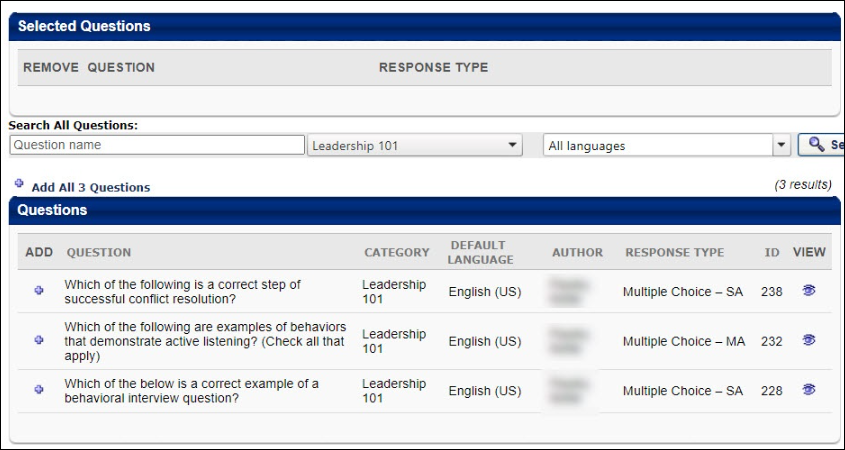 Selected Questions
REMOVE QUESTION RESPONSE TYPE
Search All Questions:
Question name Leadership 101 All languages Se
Add All 3 Questions (3 results)
Questions
ADD QUESTION CATEGORY DEFAULT LANGUAGE AUTHOR RESPONSE TYPE ID VIEW
Which of the following is a correct step of
successful conflict resolution?
Leadership
101
English (US) Multiple Choice – SA 238
Which of the following are examples of behaviors
that demonstrate active listening? (Check all that
apply)
Leadership
101
English (US) Multiple Choice – MA 232
Which of the below is a correct example of a
behavioral interview question?
Leadership
101
English (US) Multiple Choice – SA 228